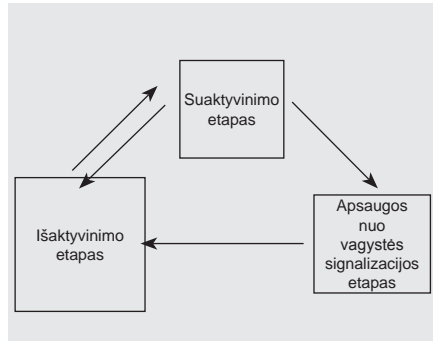 Suaktyvinimo
etapas
Išaktyvinimo
etapas
Apsaugos
nuo
vagystės
signalizacijos
etapas